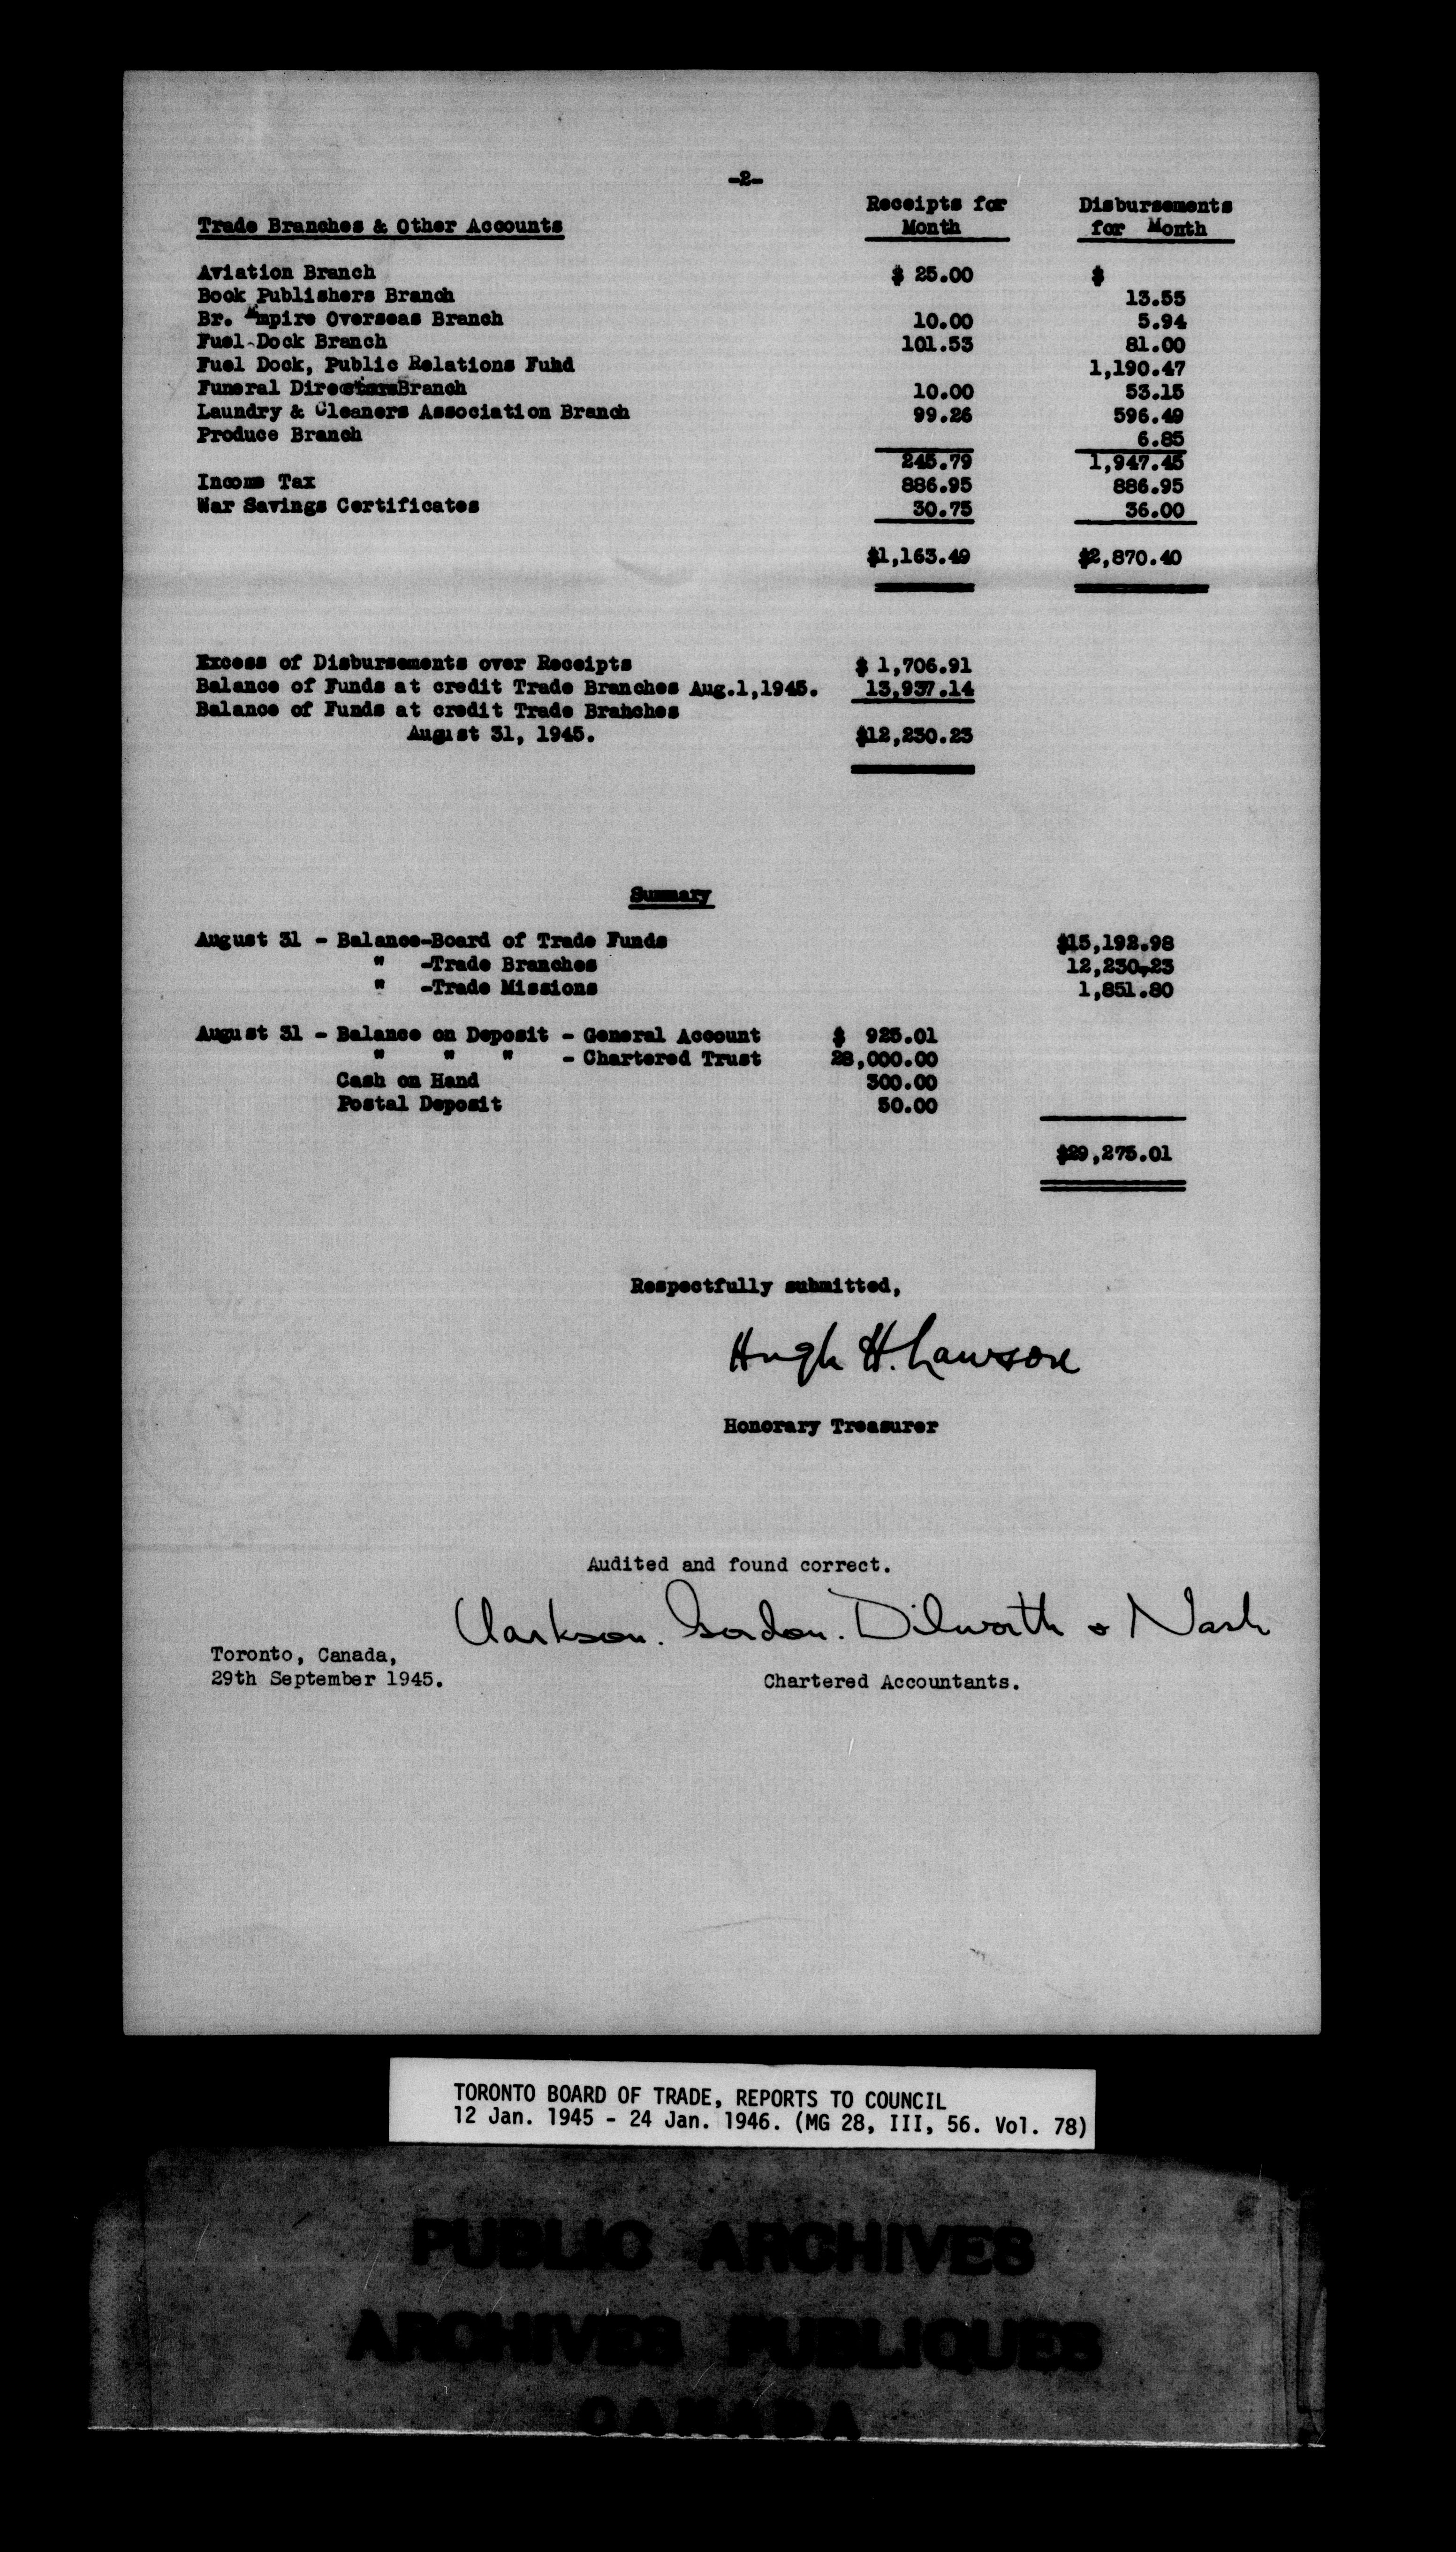 -2-
Trade Branches & Other Accounts Receipts for Month Disbursements for Month
Aviation Branch $ 25.00 $
Book Publishers Branch 13.55
Br. Empire Overseas Branch 10.00 5.94
Fuel-Dock Branch 101.53 81.00
Fuel Dock, Public Relations Fund 1,190.47
Funeral Directors Branch 10.00 53.15
Laundry & Cleaners Association Branch 99.26 596.49
Produce Branch 6.85
245.79 1,947.45
Income Tax 886.95 886.95
War Savings Certificates 30.75 36.00
$1,163.49 $2,870.40
Excess of Disbursements over Receipts $ 1,706.91
Balance of Funds at credit Trade Branches Aug.1,1945. 13,937.14
Balance of Funds at credit Trade Branches
August 31, 1945. $12,230.23
Summary
August 31 - Balance-Board of Trade Funds $15,192.98
" -Trade Branches 12,230.23
" -Trade Missions 1,851.80
August 31 - Balance on Deposit - General Account $ 925.01
" " " - Chartered Trust 28,000.00
Cash on Hand 300.00
Postal Deposit 50.00
$29,275.01
Respectfully submitted,
Hugh H. Lawson
Honorary Treasurer
Audited and found correct.
Clarkson. Gordon. Dilworth & Nash
Toronto, Canada,
29th September 1945. Chartered Accountants.
TORONTO BOARD OF TRADE, REPORTS TO COUNCIL
12 Jan. 1945 - 24 Jan. 1946. (MG 28, III, 56. Vol. 78)
PUBLIC ARCHIVES
ARCHIVES PUBLIQUES
CANADA